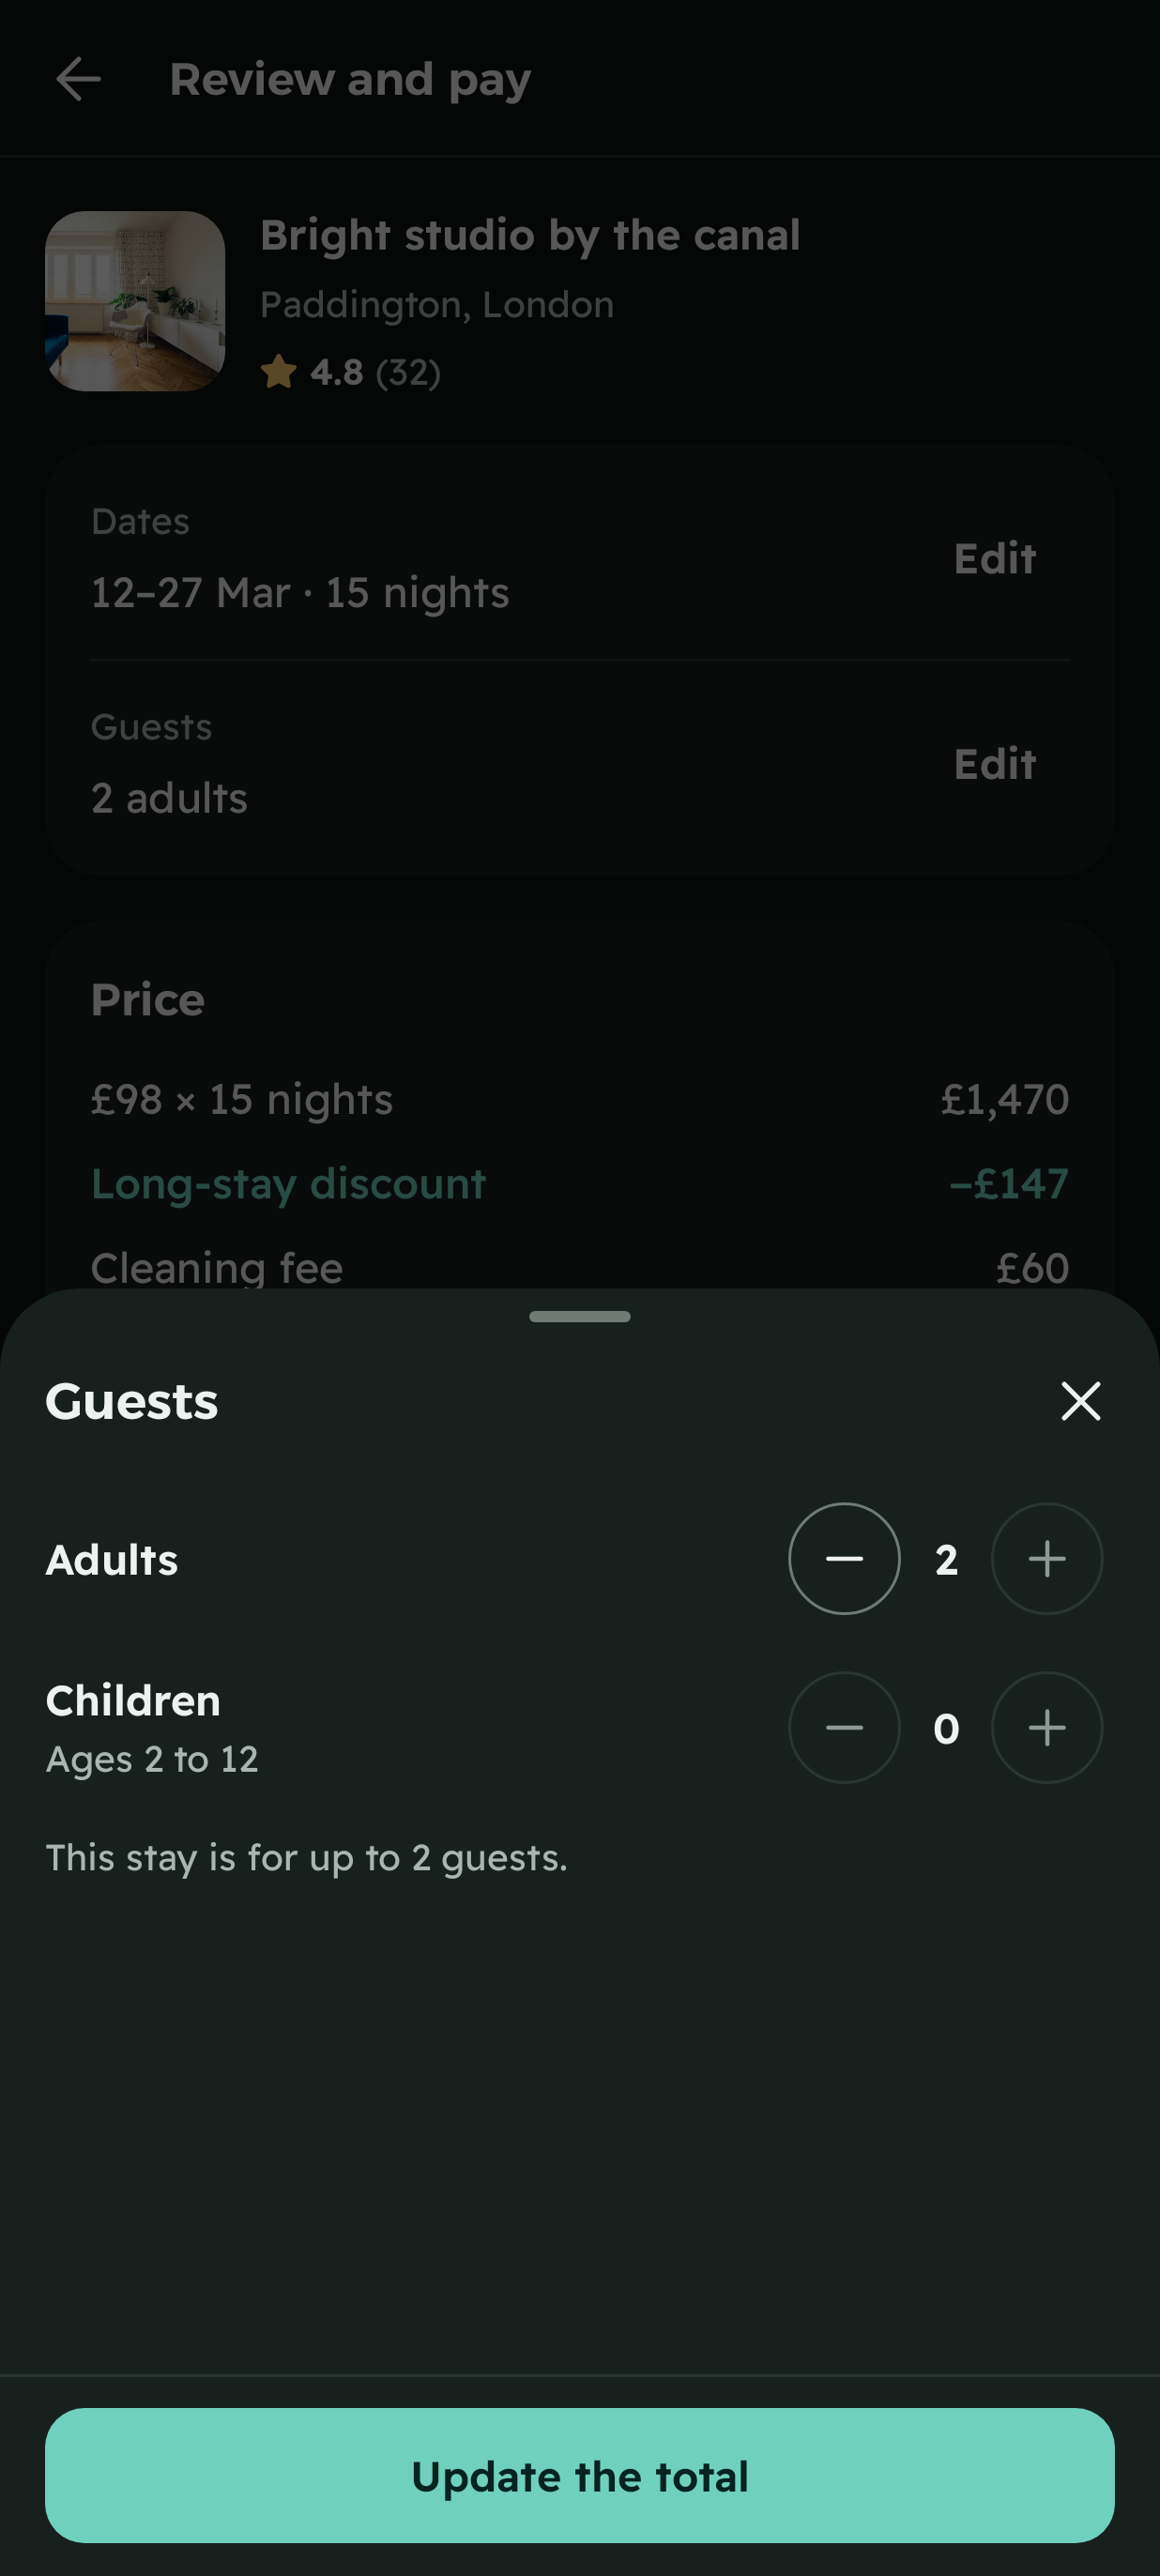 Review and pay
Bright studio by the canal
Paddington, London
4.8 (32)
Dates
12–27 Mar · 15 nights
Edit
Guests
2 adults
Edit
Price
£98 × 15 nights £1,470
Long-stay discount −£147
Cleaning fee £60
Guests
Adults 2
Children 0
Ages 2 to 12
This stay is for up to 2 guests.
Update the total